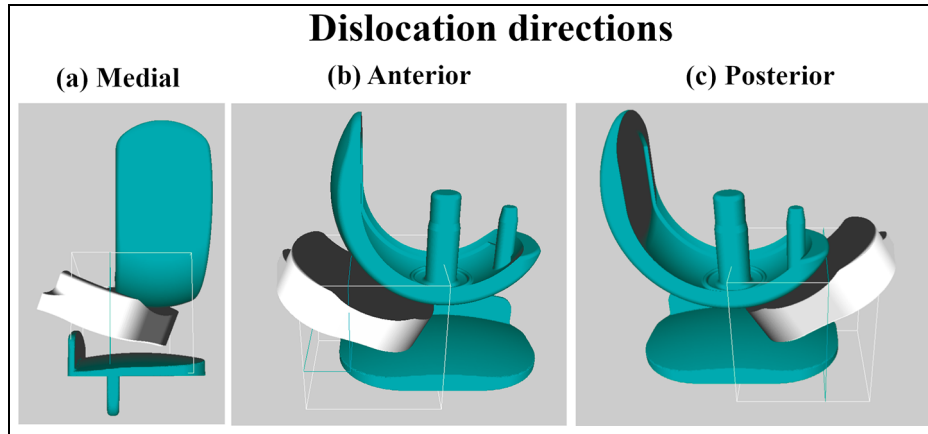 Dislocation directions
(a) Medial
(b) Anterior
(c) Posterior